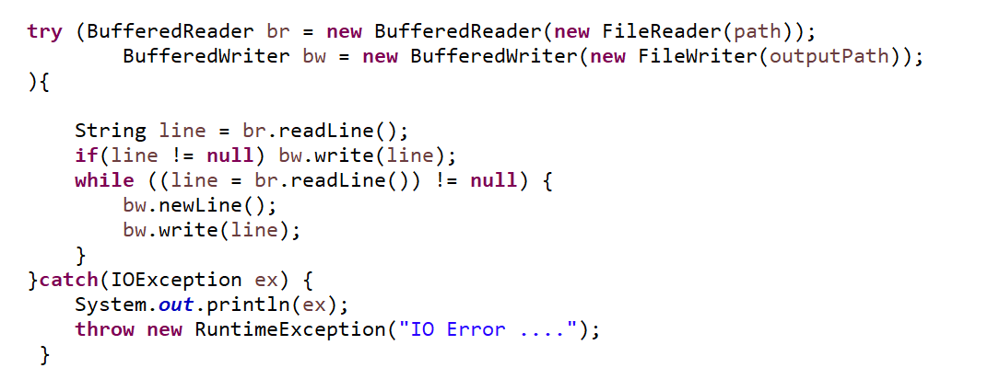 try (BufferedReader br = new BufferedReader(new FileReader(path));
        BufferedWriter bw = new BufferedWriter(new FileWriter(outputPath));
){
    String line = br.readLine();
    if(line != null) bw.write(line);
    while ((line = br.readLine()) != null) {
        bw.newLine();
        bw.write(line);
    }
}catch(IOException ex) {
    System.out.println(ex);
    throw new RuntimeException("IO Error ....");
 }